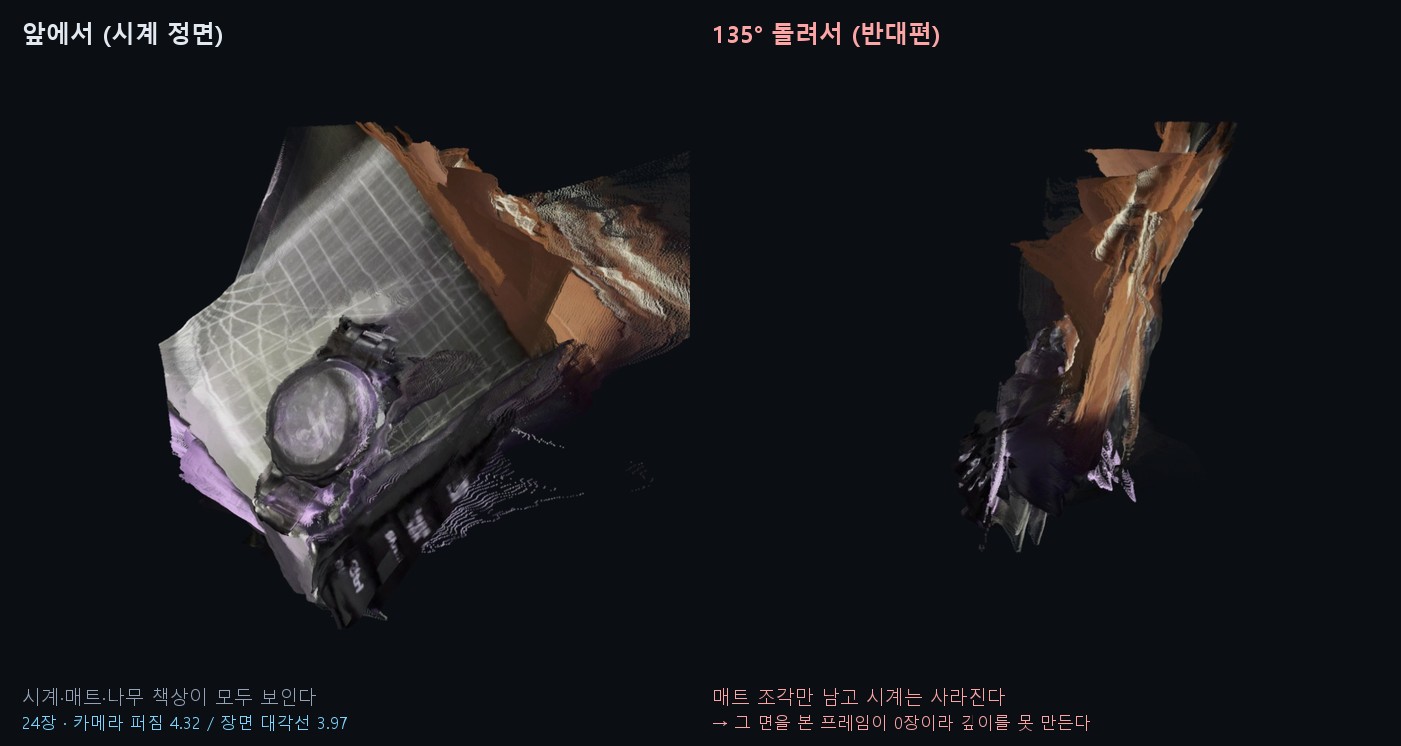 앞에서 (시계 정면)
135° 돌려서 (반대편)
시계·매트·나무 책상이 모두 보인다
24장 · 카메라 퍼짐 4.32 / 장면 대각선 3.97
매트 조각만 남고 시계는 사라진다
→ 그 면을 본 프레임이 0장이라 깊이를 못 만든다